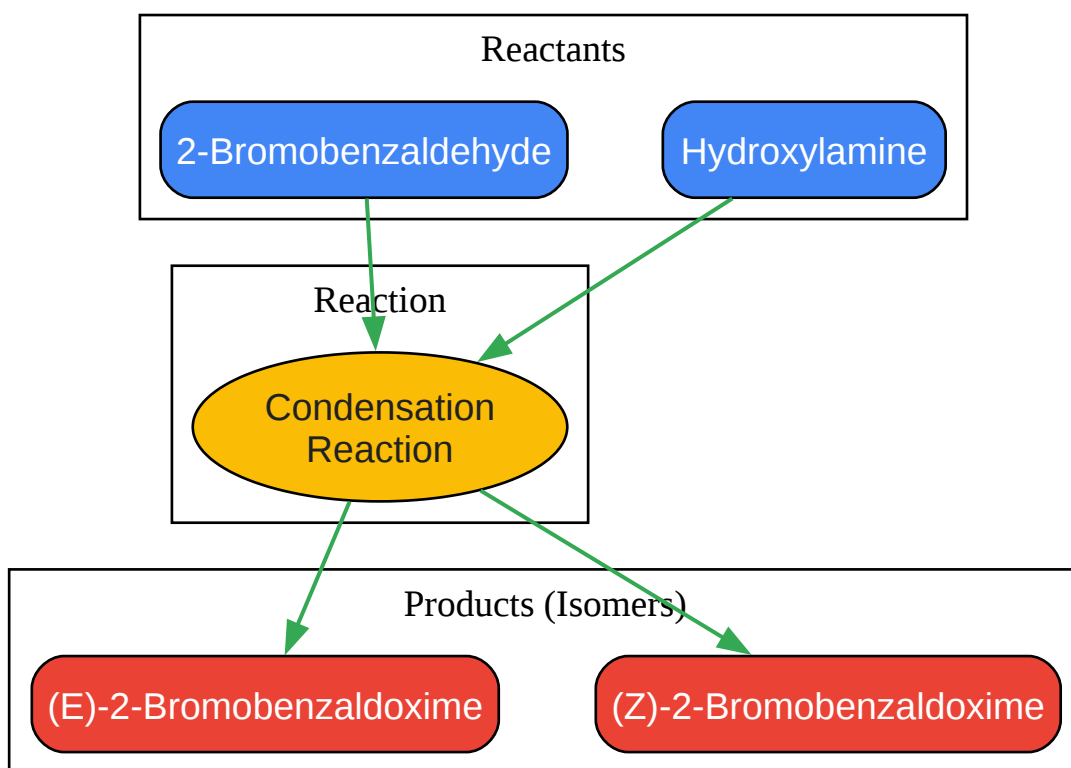 Reactants
2-Bromobenzaldehyde
Hydroxylamine
Reaction
Condensation
Reaction
Products (Isomers)
(E)-2-Bromobenzaldoxime
(Z)-2-Bromobenzaldoxime